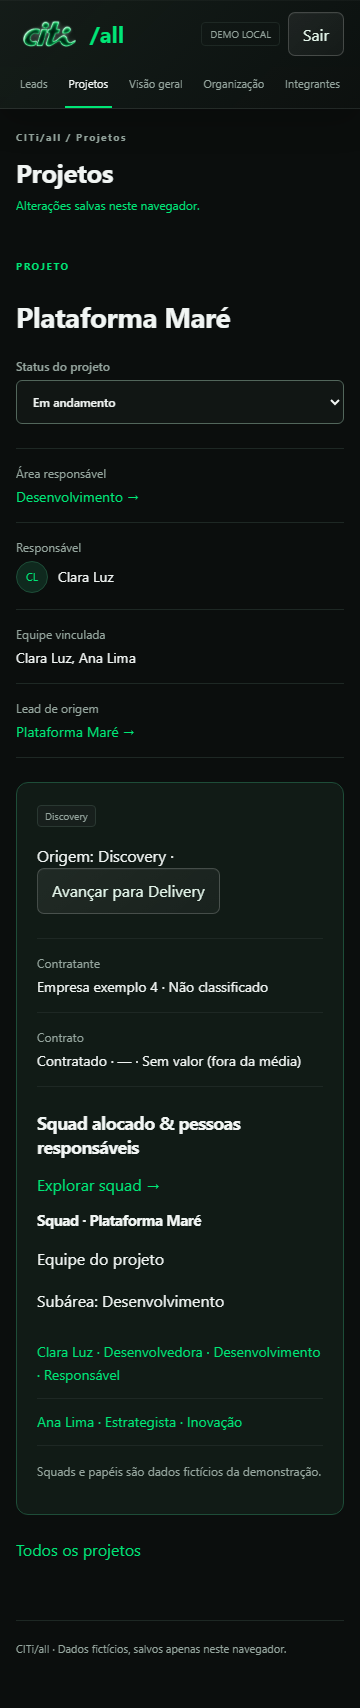 citi /all
DEMO LOCAL
Sair
Leads Projetos Visão geral Organização Integrantes
CITi/all / Projetos
Projetos
Alterações salvas neste navegador.
PROJETO
Plataforma Maré
Status do projeto
Em andamento
Área responsável
Desenvolvimento →
Responsável
CL Clara Luz
Equipe vinculada
Clara Luz, Ana Lima
Lead de origem
Plataforma Maré →
Discovery
Origem: Discovery ·
Avançar para Delivery
Contratante
Empresa exemplo 4 · Não classificado
Contrato
Contratado · — · Sem valor (fora da média)
Squad alocado & pessoas
responsáveis
Explorar squad →
Squad · Plataforma Maré
Equipe do projeto
Subárea: Desenvolvimento
Clara Luz · Desenvolvedora · Desenvolvimento
· Responsável
Ana Lima · Estrategista · Inovação
Squads e papéis são dados fictícios da demonstração.
Todos os projetos
CITi/all · Dados fictícios, salvos apenas neste navegador.